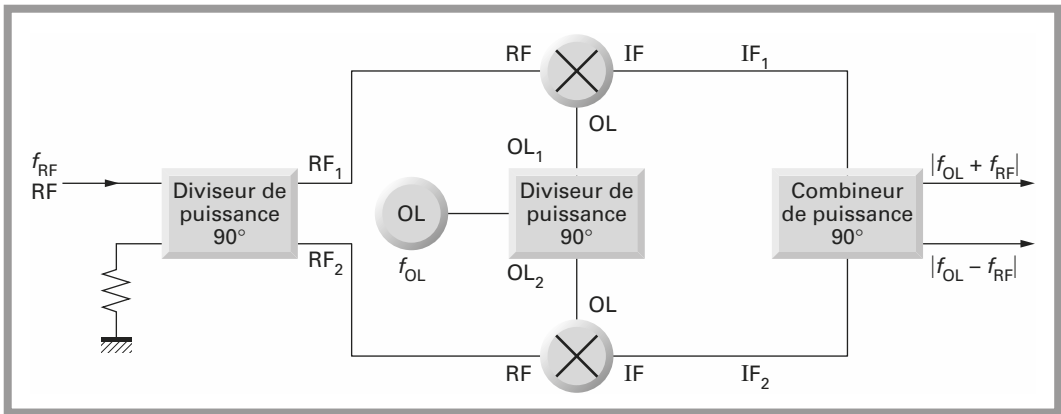 RF
IF
IF₁
OL
OL₁
f_RF
RF
RF₁
Diviseur de
puissance
90°
OL
Diviseur de
puissance
90°
Combineur
de puissance
90°
|f_OL + f_RF|
RF₂
f_OL
OL₂
|f_OL – f_RF|
OL
RF
IF
IF₂